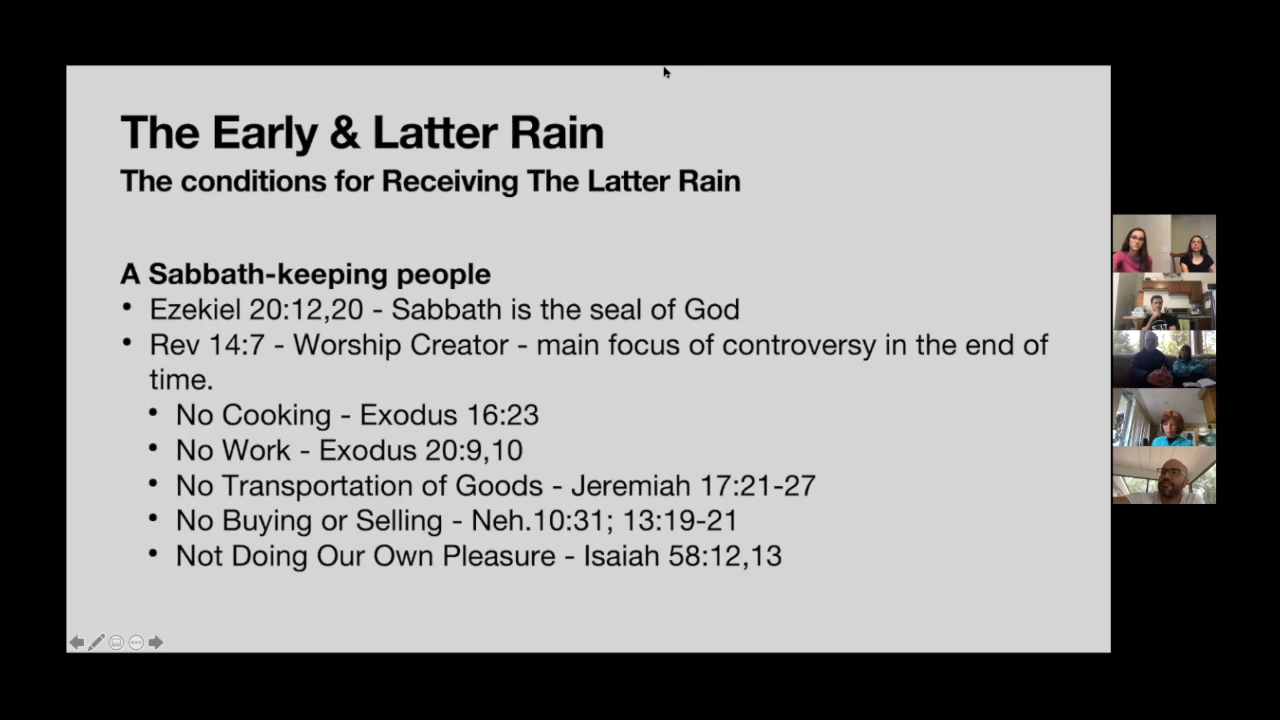 The Early & Latter Rain
The conditions for Receiving The Latter Rain
A Sabbath-keeping people
• Ezekiel 20:12,20 - Sabbath is the seal of God
• Rev 14:7 - Worship Creator - main focus of controversy in the end of
time.
• No Cooking - Exodus 16:23
• No Work - Exodus 20:9,10
• No Transportation of Goods - Jeremiah 17:21-27
• No Buying or Selling - Neh.10:31; 13:19-21
• Not Doing Our Own Pleasure - Isaiah 58:12,13